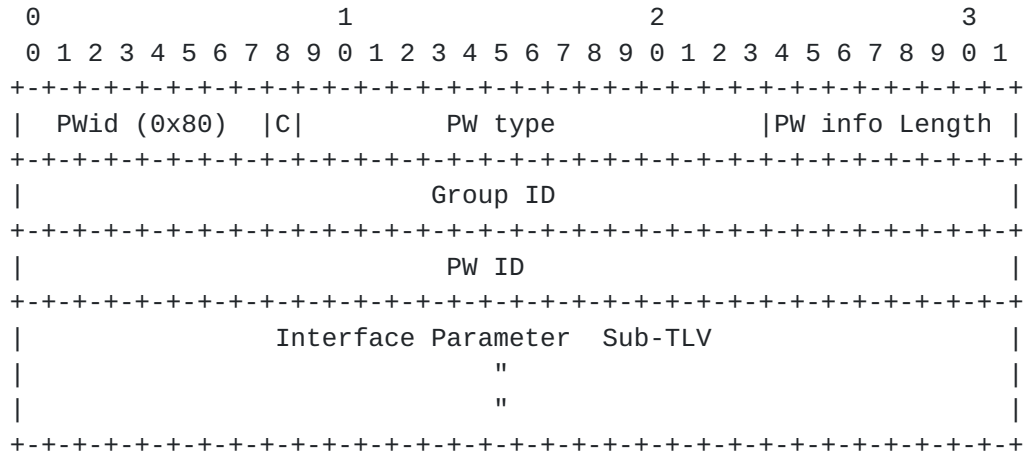 0                   1                   2                   3
 0 1 2 3 4 5 6 7 8 9 0 1 2 3 4 5 6 7 8 9 0 1 2 3 4 5 6 7 8 9 0 1
+-+-+-+-+-+-+-+-+-+-+-+-+-+-+-+-+-+-+-+-+-+-+-+-+-+-+-+-+-+-+-+-+
|  PWid (0x80)  |C|         PW type             |PW info Length |
+-+-+-+-+-+-+-+-+-+-+-+-+-+-+-+-+-+-+-+-+-+-+-+-+-+-+-+-+-+-+-+-+
|                          Group ID                             |
+-+-+-+-+-+-+-+-+-+-+-+-+-+-+-+-+-+-+-+-+-+-+-+-+-+-+-+-+-+-+-+-+
|                           PW ID                               |
+-+-+-+-+-+-+-+-+-+-+-+-+-+-+-+-+-+-+-+-+-+-+-+-+-+-+-+-+-+-+-+-+
|                Interface Parameter  Sub-TLV                   |
|                              "                                |
|                              "                                |
+-+-+-+-+-+-+-+-+-+-+-+-+-+-+-+-+-+-+-+-+-+-+-+-+-+-+-+-+-+-+-+-+